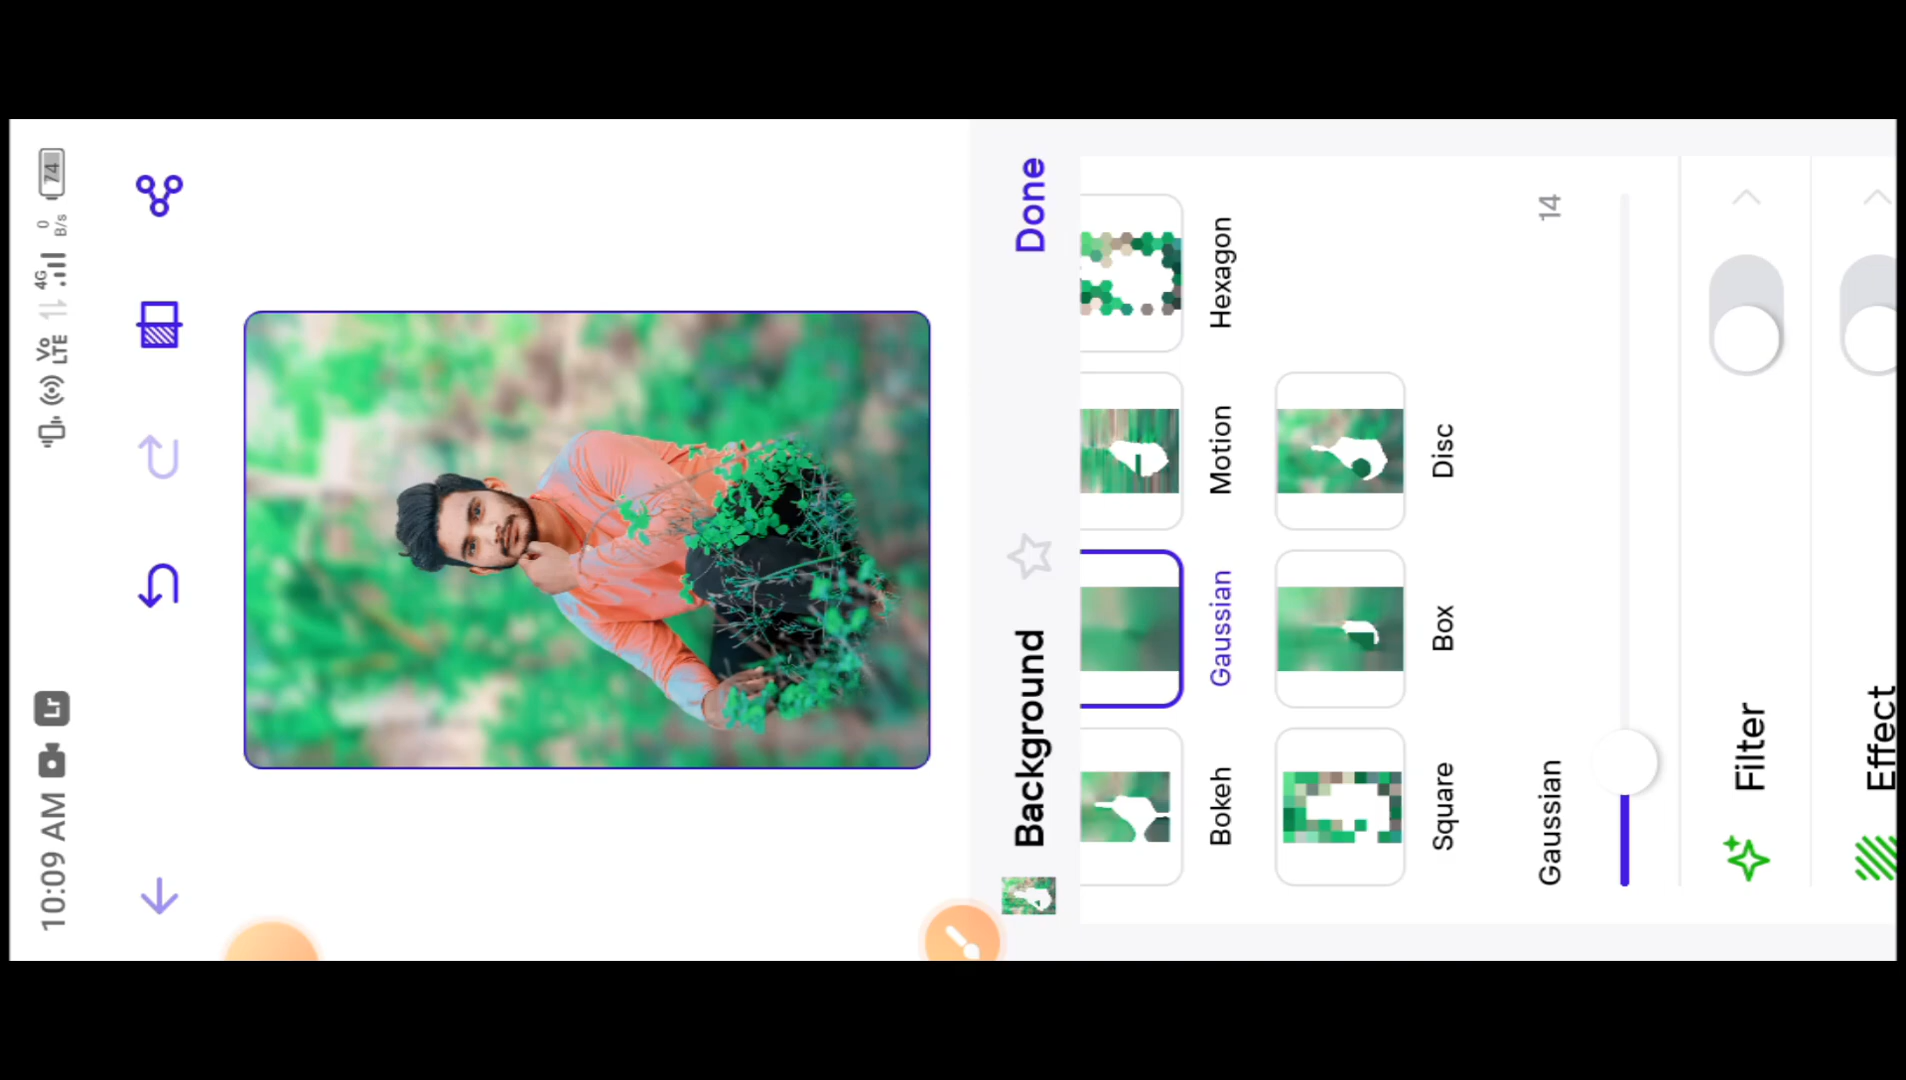 10:09 AM Lr Vo LTE 4G 0 B/s 74
Background Done
Bokeh Gaussian Motion Hexagon
Square Box Disc
Gaussian 14
Filter
Effect